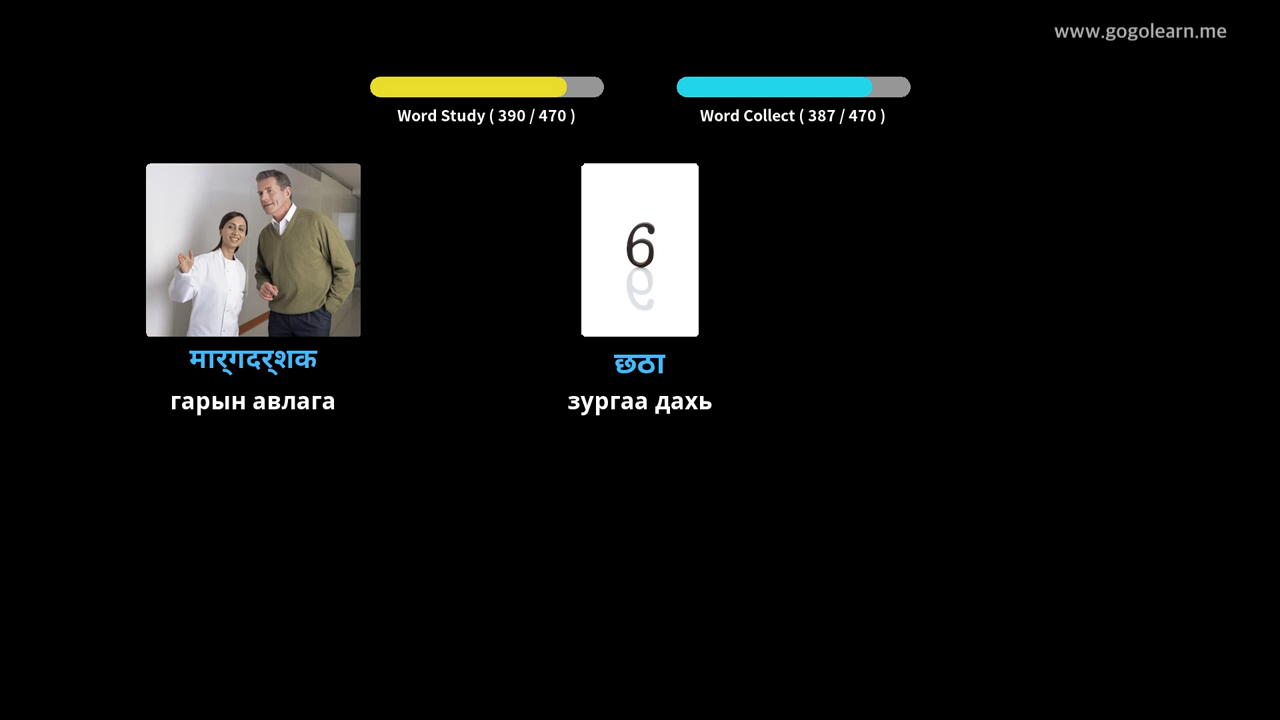 www.gogolearn.me
Word Study ( 390 / 470 )
Word Collect ( 387 / 470 )
6
मार्गदर्शक
छठा
гарын авлага
зургаа дахь